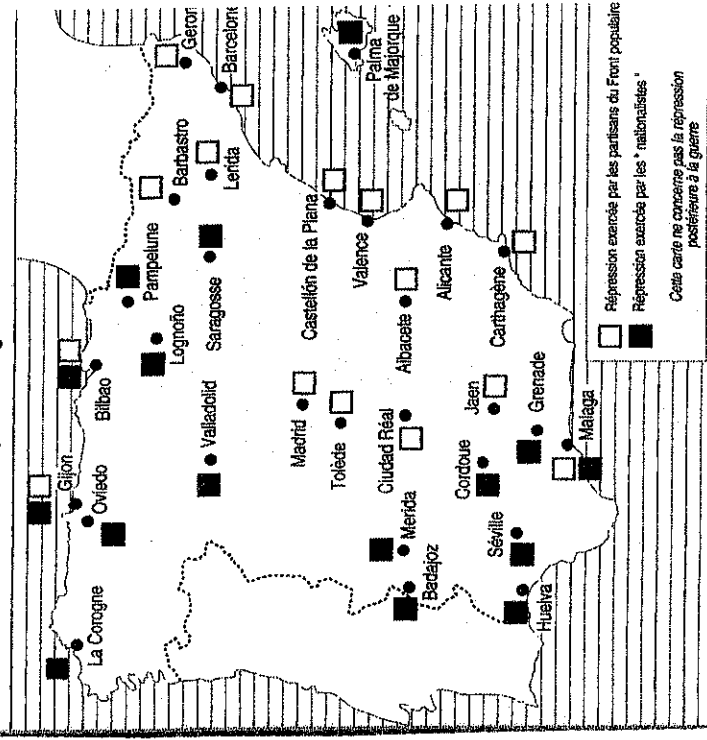 La Corogne
Gijon
Oviedo
Bilbao
Pampelune
Logroño
Barbastro
Geron
Barcelone
Lerida
Saragosse
Valladolid
Madrid
Tolède
Castellón de la Plana
Valence
Palma
de Majorque
Albacete
Ciudad Réal
Alicante
Merida
Badajoz
Cordoue
Jaen
Carthagène
Séville
Grenade
Huelva
Malaga
Répression exercée par les partisans du Front populaire
Répression exercée par les " nationalistes "
Cette carte ne concerne pas la répression
postérieure à la guerre